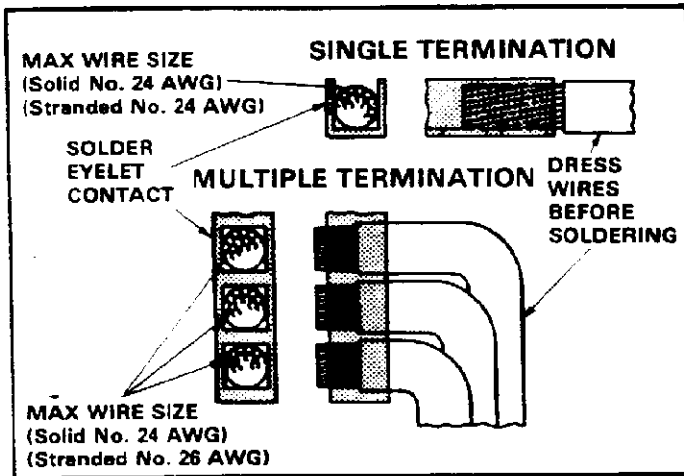 SINGLE TERMINATION
MAX WIRE SIZE
(Solid No. 24 AWG)
(Stranded No. 24 AWG)
SOLDER
EYELET
CONTACT
MULTIPLE TERMINATION
DRESS
WIRES
BEFORE
SOLDERING
MAX WIRE SIZE
(Solid No. 24 AWG)
(Stranded No. 26 AWG)